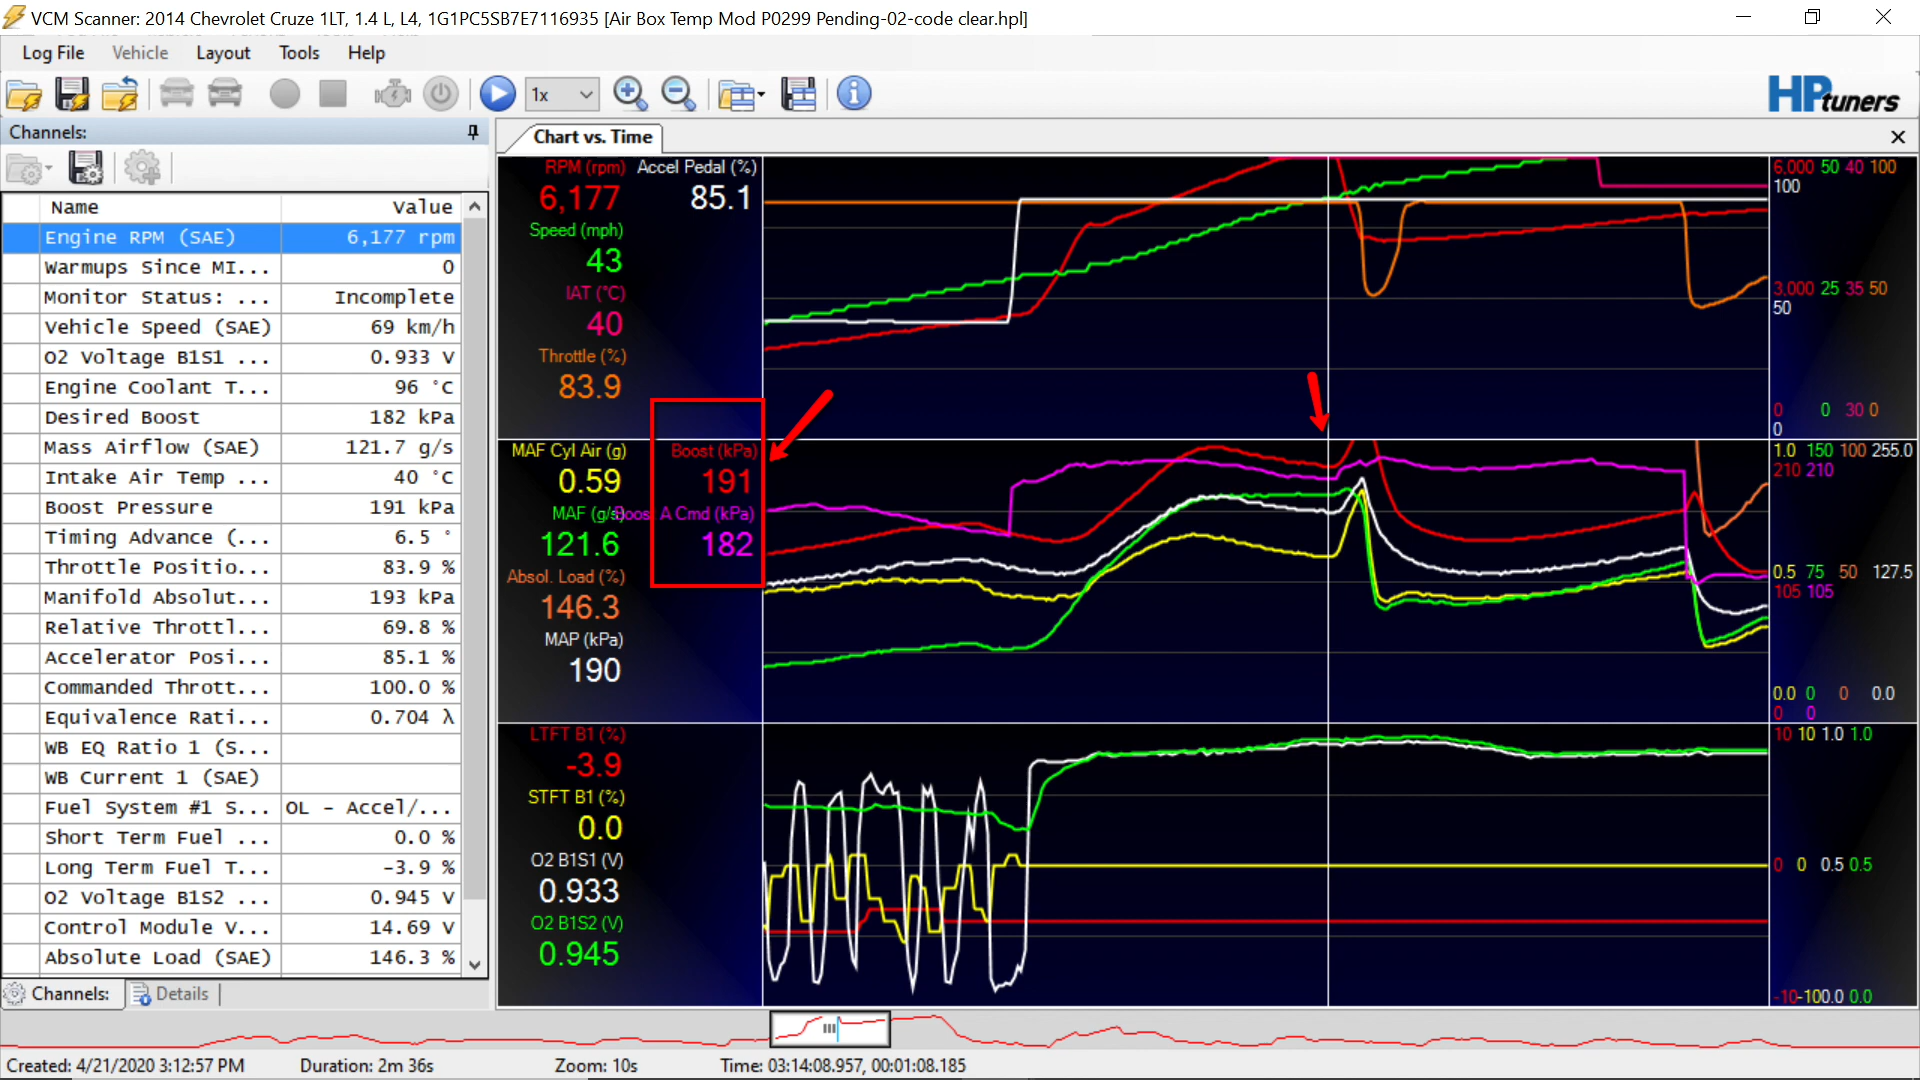 VCM Scanner: 2014 Chevrolet Cruze 1LT, 1.4 L, L4, 1G1PC5SB7E7116935 [Air Box Temp Mod P0299 Pending-02-code clear.hpl]
Log File Vehicle Layout Tools Help
1x
HPtuners
Channels:
Chart vs. Time
Name Value
Engine RPM (SAE) 6,177 rpm
Warmups Since MI... 0
Monitor Status: ... Incomplete
Vehicle Speed (SAE) 69 km/h
O2 Voltage B1S1 ... 0.933 V
Engine Coolant T... 96 °C
Desired Boost 182 kPa
Mass Airflow (SAE) 121.7 g/s
Intake Air Temp ... 40 °C
Boost Pressure 191 kPa
Timing Advance (... 6.5 °
Throttle Positio... 83.9 %
Manifold Absolut... 193 kPa
Relative Throttl... 69.8 %
Accelerator Posi... 85.1 %
Commanded Thrott... 100.0 %
Equivalence Rati... 0.704 λ
WB EQ Ratio 1 (S...
WB Current 1 (SAE)
Fuel System #1 S... OL - Accel/...
Short Term Fuel ... 0.0 %
Long Term Fuel T... -3.9 %
O2 Voltage B1S2 ... 0.945 V
Control Module V... 14.69 V
Absolute Load (SAE) 146.3 %
Channels: Details
RPM (rpm) Accel Pedal (%)
6,177 85.1
Speed (mph)
43
IAT (°C)
40
Throttle (%)
83.9
6,000 50 40 100
100
3,000 25 35 50
50
0 0 30 0
0
MAF Cyl Air (g) Boost (kPa)
0.59 191
MAF (g/s) Boost A Cmd (kPa)
121.6 182
Absol. Load (%)
146.3
MAP (kPa)
190
1.0 150 100 255.0
210 210
0.5 75 50 127.5
105 105
0.0 0 0 0.0
0 0
LTFT B1 (%)
-3.9
STFT B1 (%)
0.0
O2 B1S1 (V)
0.933
O2 B1S2 (V)
0.945
10 10 1.0 1.0
0 0 0.5 0.5
-10 -10 0.0 0.0
Created: 4/21/2020 3:12:57 PM Duration: 2m 36s Zoom: 10s Time: 03:14:08.957, 00:01:08.185